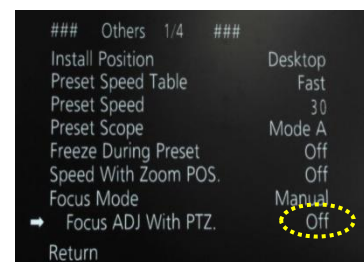 ### Others 1/4 ###
Install Position Desktop
Preset Speed Table Fast
Preset Speed 30
Preset Scope Mode A
Freeze During Preset Off
Speed With Zoom POS. Off
Focus Mode Manual
➡ Focus ADJ With PTZ. Off
Return